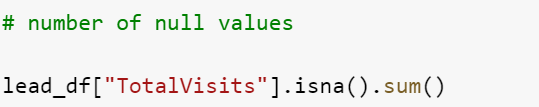 # number of null values
lead_df["TotalVisits"].isna().sum()